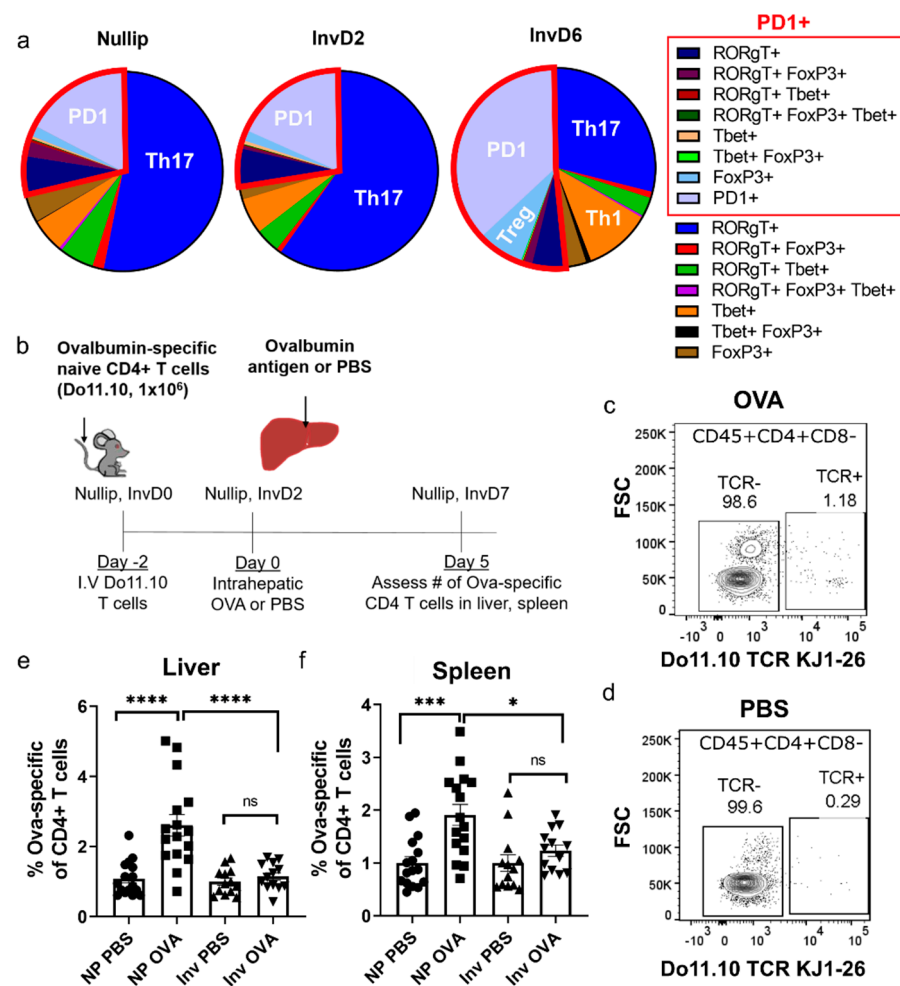 a
Nullip
InvD2
InvD6
PD1
Th17
PD1
Th17
PD1
Th17
Treg
Th1
PD1+
RORgT+
RORgT+ FoxP3+
RORgT+ Tbet+
RORgT+ FoxP3+ Tbet+
Tbet+
Tbet+ FoxP3+
FoxP3+
PD1+
RORgT+
RORgT+ FoxP3+
RORgT+ Tbet+
RORgT+ FoxP3+ Tbet+
Tbet+
Tbet+ FoxP3+
FoxP3+
b
Ovalbumin-specific
naive CD4+ T cells
(Do11.10, 1x10⁶)
Ovalbumin
antigen or PBS
Nullip, InvD0
Nullip, InvD2
Nullip, InvD7
Day -2
I.V Do11.10
T cells
Day 0
Intrahepatic
OVA or PBS
Day 5
Assess # of Ova-specific
CD4 T cells in liver, spleen
c
OVA
CD45+CD4+CD8-
TCR-
98.6
TCR+
1.18
FSC
250K
200K
150K
100K
50K
0
-10³ 0 10³ 10⁴ 10⁵
Do11.10 TCR KJ1-26
d
PBS
CD45+CD4+CD8-
TCR-
99.6
TCR+
0.29
FSC
250K
200K
150K
100K
50K
0
-10³ 0 10³ 10⁴ 10⁵
Do11.10 TCR KJ1-26
e
Liver
% Ova-specific
of CD4+ T cells
6
4
2
0
****
****
ns
NP PBS
NP OVA
Inv PBS
Inv OVA
f
Spleen
% Ova-specific
of CD4+ T cells
4
3
2
1
0
***
*
ns
NP PBS
NP OVA
Inv PBS
Inv OVA